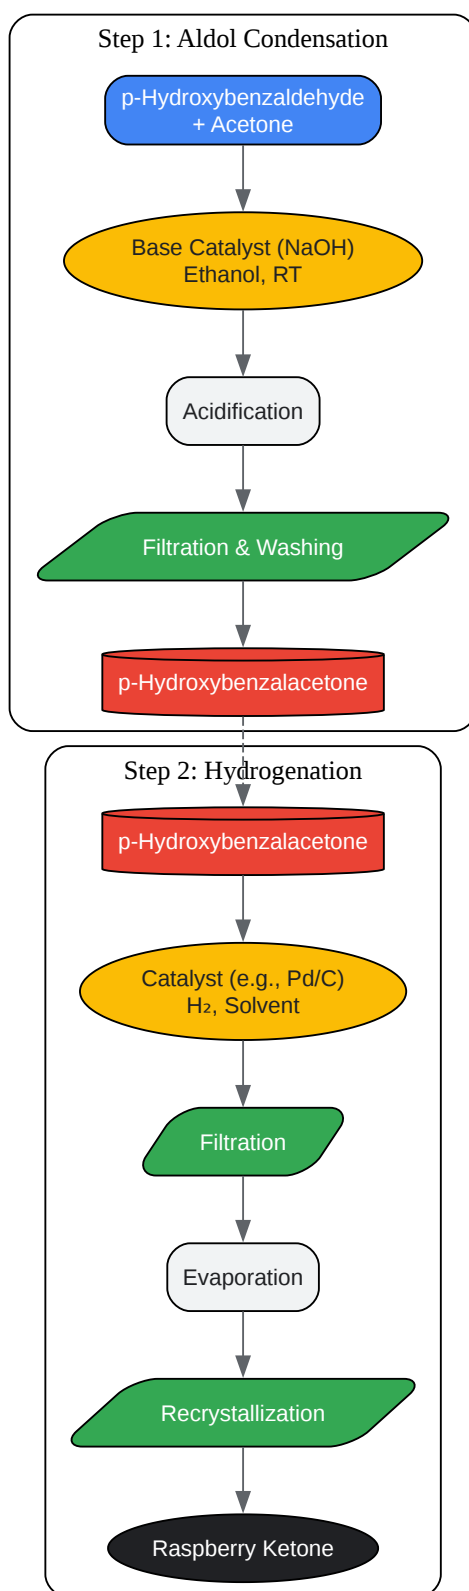 Step 1: Aldol Condensation
p-Hydroxybenzaldehyde
+ Acetone
Base Catalyst (NaOH)
Ethanol, RT
Acidification
Filtration & Washing
p-Hydroxybenzalacetone
Step 2: Hydrogenation
p-Hydroxybenzalacetone
Catalyst (e.g., Pd/C)
H₂, Solvent
Filtration
Evaporation
Recrystallization
Raspberry Ketone